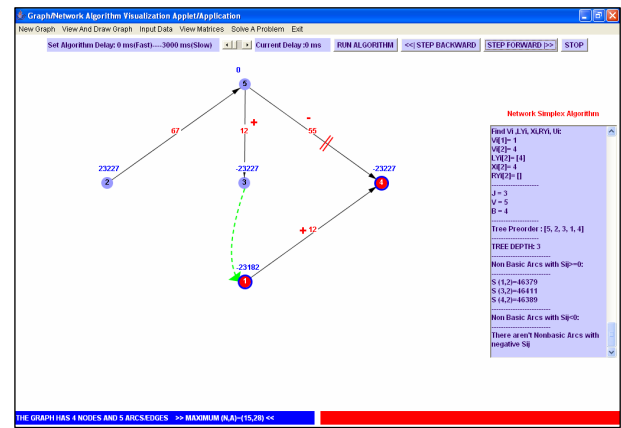 Graph/Network Algorithm Visualization Applet/Application
New Graph View And Draw Graph Input Data View Matrices Solve A Problem Exit
Set Algorithm Delay: 0 ms(Fast)----3000 ms(Slow) Current Delay :0 ms RUN ALGORITHM <<| STEP BACKWARD STEP FORWARD |>> STOP
0
5
67
12
+
-
55
23227
2
-23227
3
-23227
4
+ 12
-23182
1
Network Simplex Algorithm
Find Vi ,LYi, Xi,RYi, Ui:
Vi[1]= 1
Vi[2]= 4
LYi[2]= [4]
Xi[2]= 4
RYi[2]= []
--------------------
J = 3
V = 5
B = 4
--------------------
Tree Preorder : [5, 2, 3, 1, 4]
--------------------
TREE DEPTH: 3
--------------------
Non Basic Arcs with Sij>=0:
--------------------
S (1,2)=46379
S (3,2)=46411
S (4,2)=46389
--------------------
Non Basic Arcs with Sij<0:
--------------------
There aren't Nonbasic Arcs with
negative Sij
THE GRAPH HAS 4 NODES AND 5 ARCS/EDGES >> MAXIMUM (N,A)=(15,28) <<